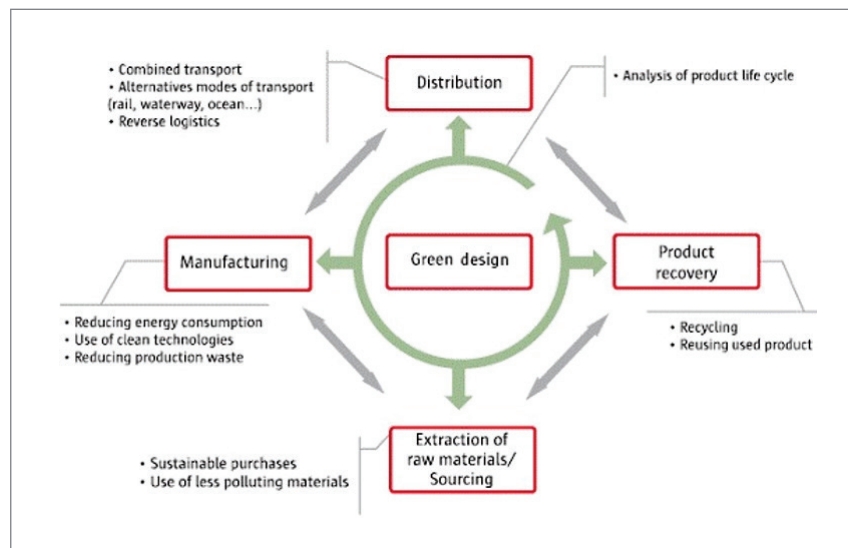 • Combined transport
• Alternatives modes of transport
(rail, waterway, ocean...)
• Reverse logistics
Distribution
• Analysis of product life cycle
Manufacturing
Green design
Product
recovery
• Reducing energy consumption
• Use of clean technologies
• Reducing production waste
• Recycling
• Reusing used product
Extraction of
raw materials/
Sourcing
• Sustainable purchases
• Use of less polluting materials